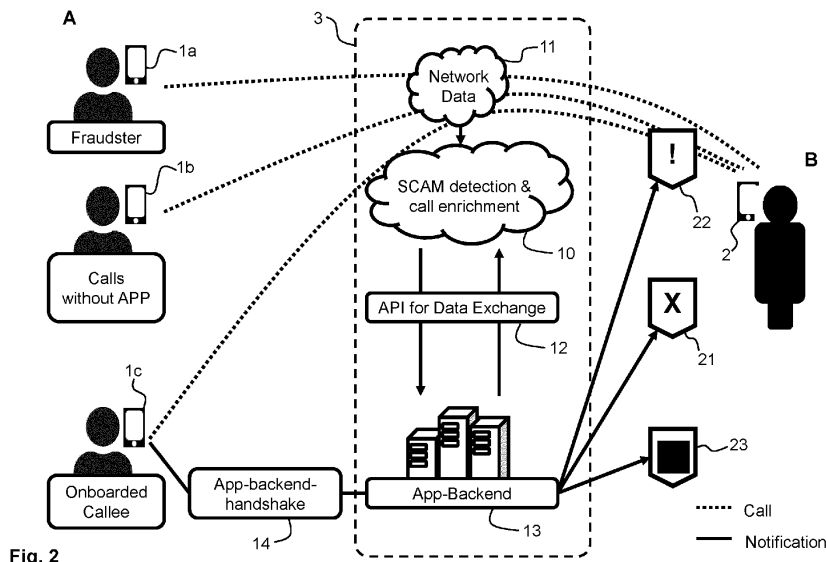 A
3
1a
11
Network
Data
Fraudster
1b
!
B
SCAM detection &
call enrichment
22
2
10
Calls
without APP
API for Data Exchange
X
12
21
1c
23
Onboarded
Callee
App-backend-
handshake
App-Backend
14
13
Call
Notification
Fig. 2